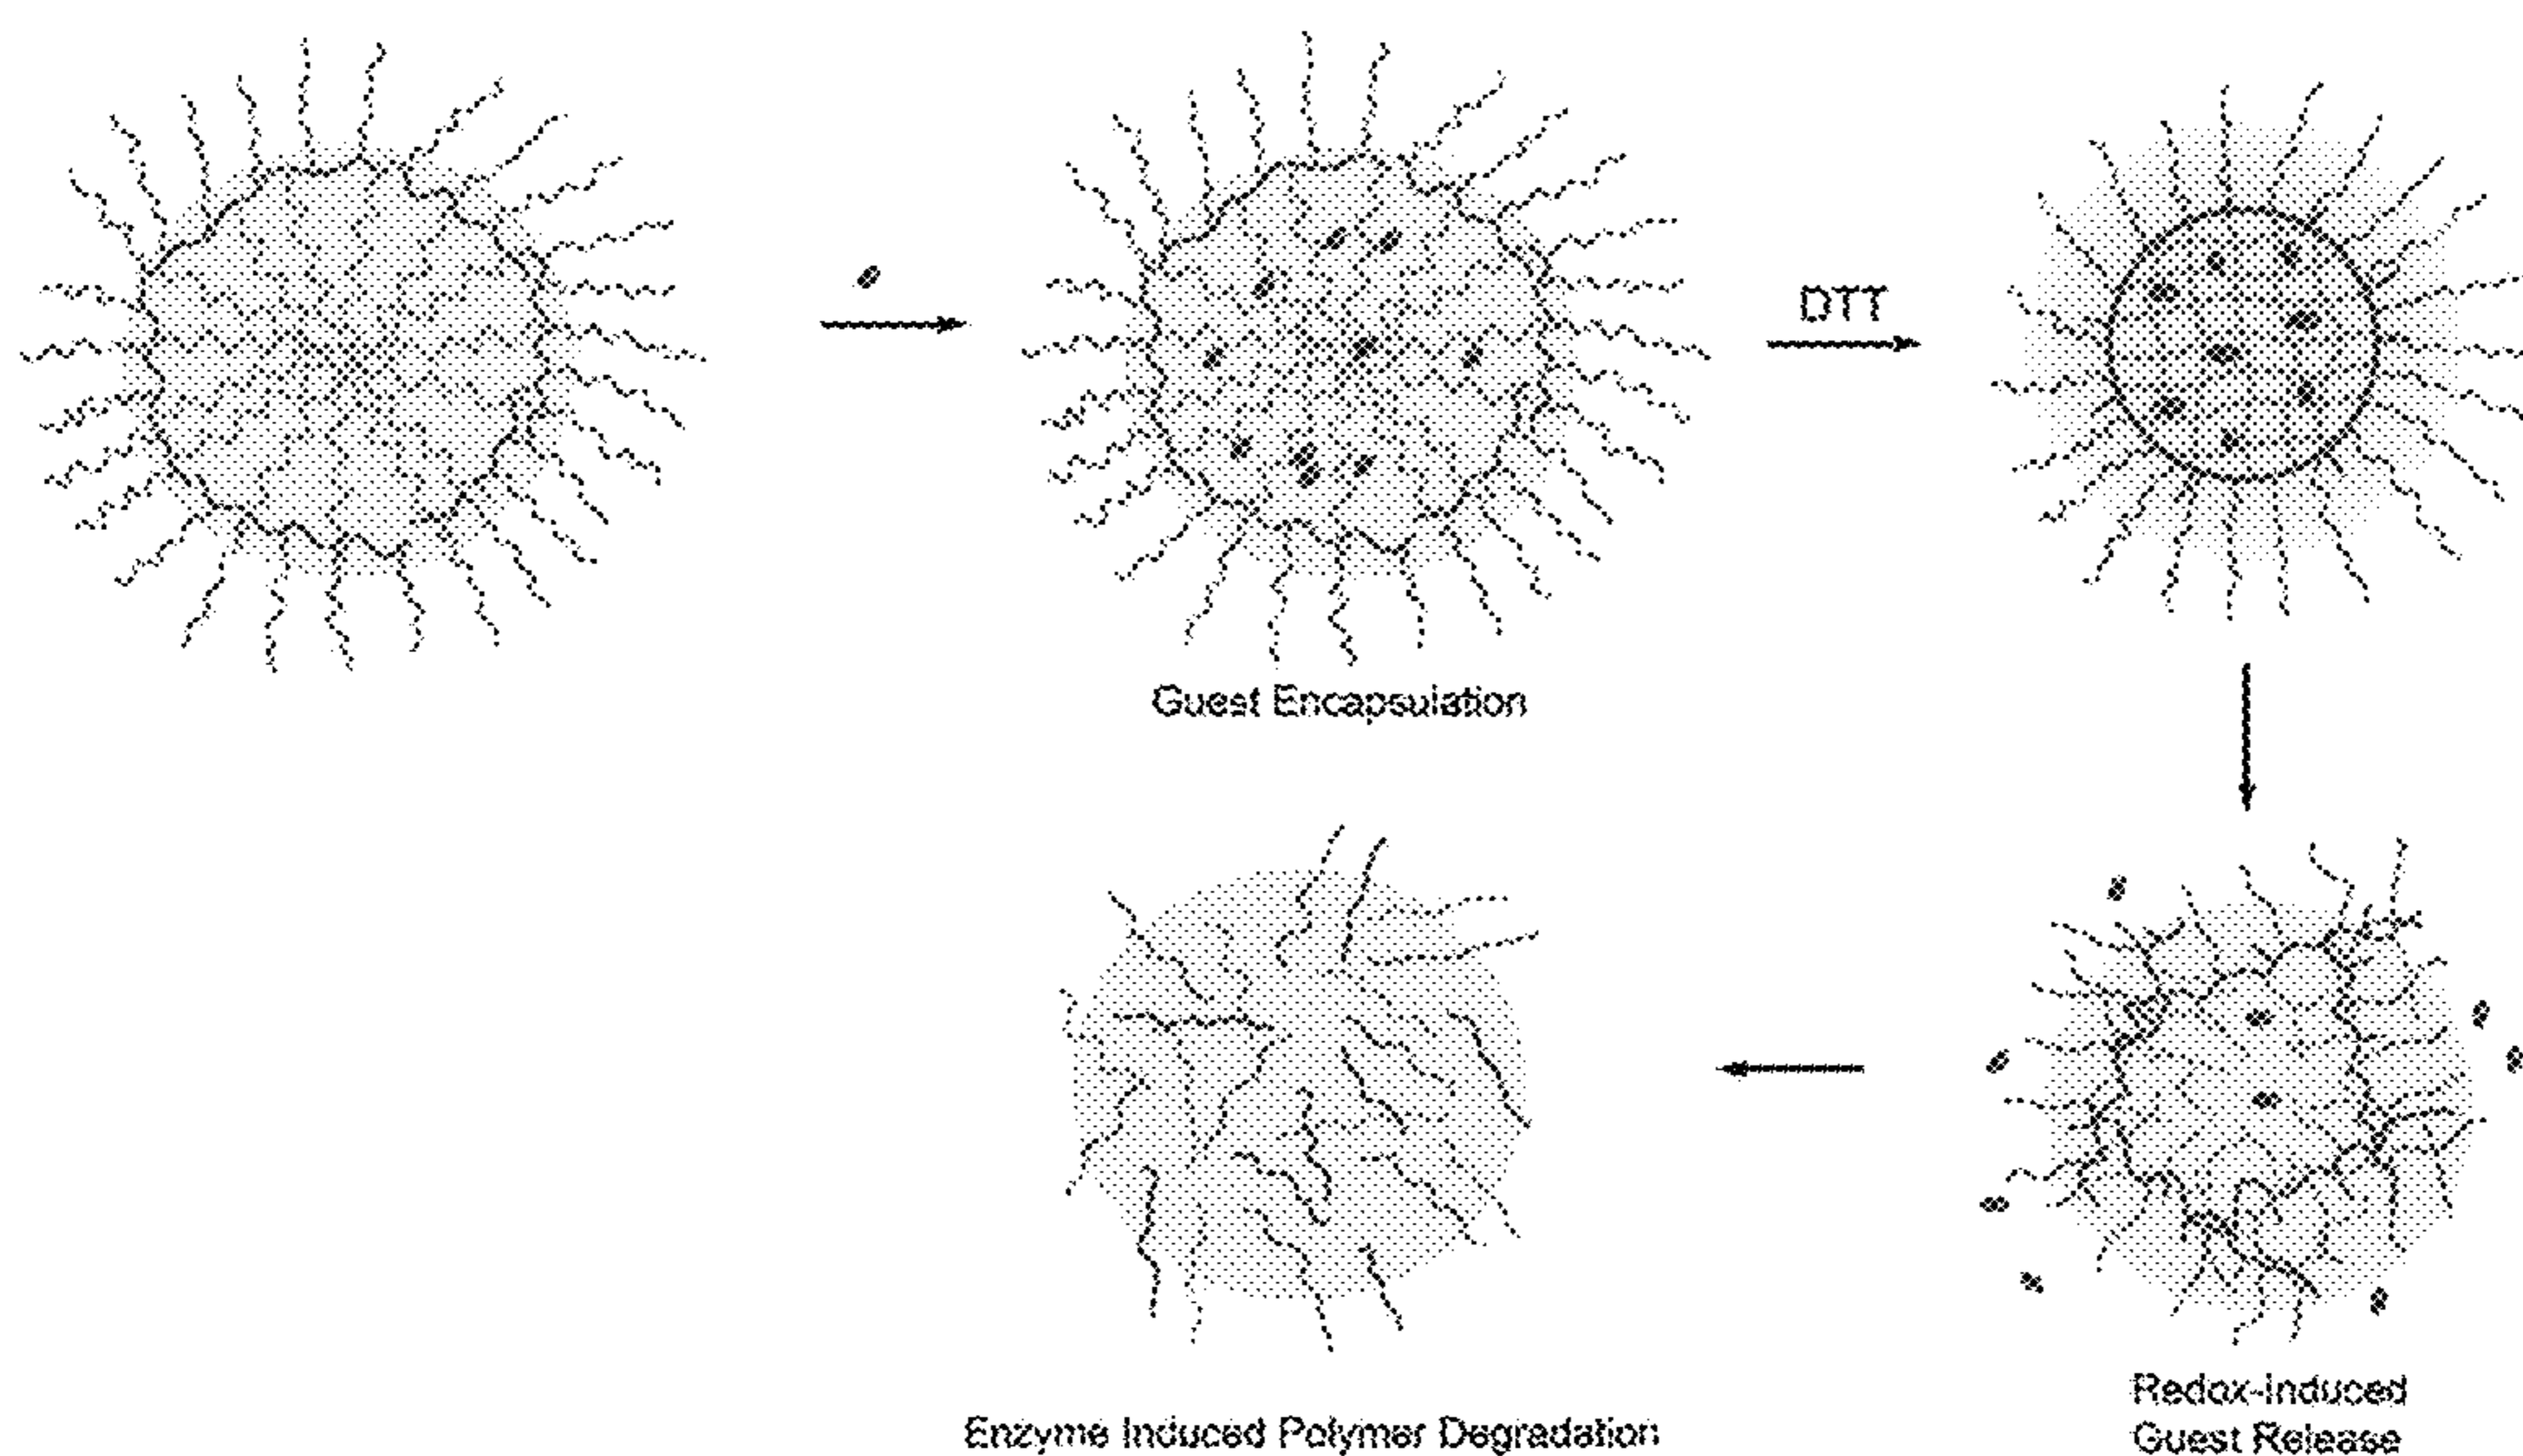 DTT
Guest Encapsulation
Redox-Induced
Guest Release
Enzyme Induced Polymer Degradation